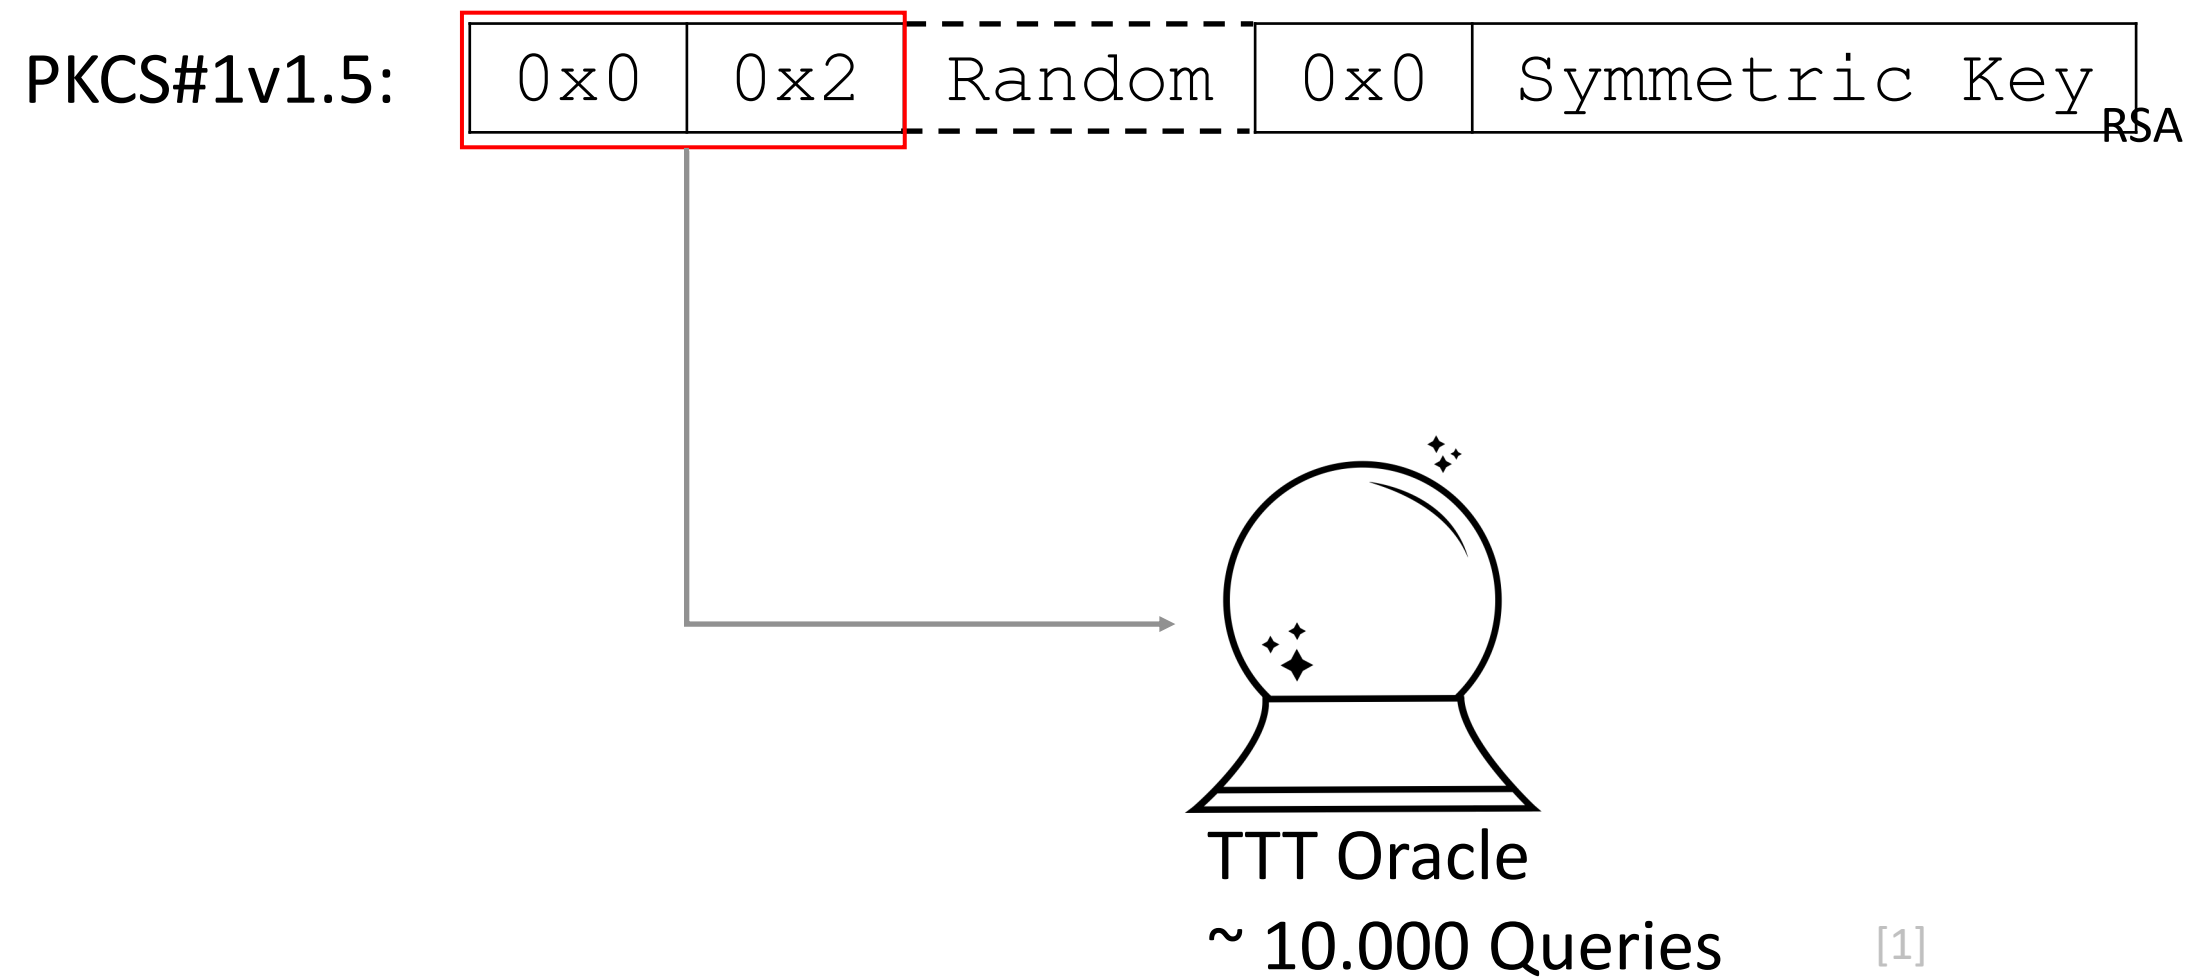 PKCS#1v1.5: 0x0 0x2 Random 0x0 Symmetric Key RSA
TTT Oracle
~ 10.000 Queries [1]